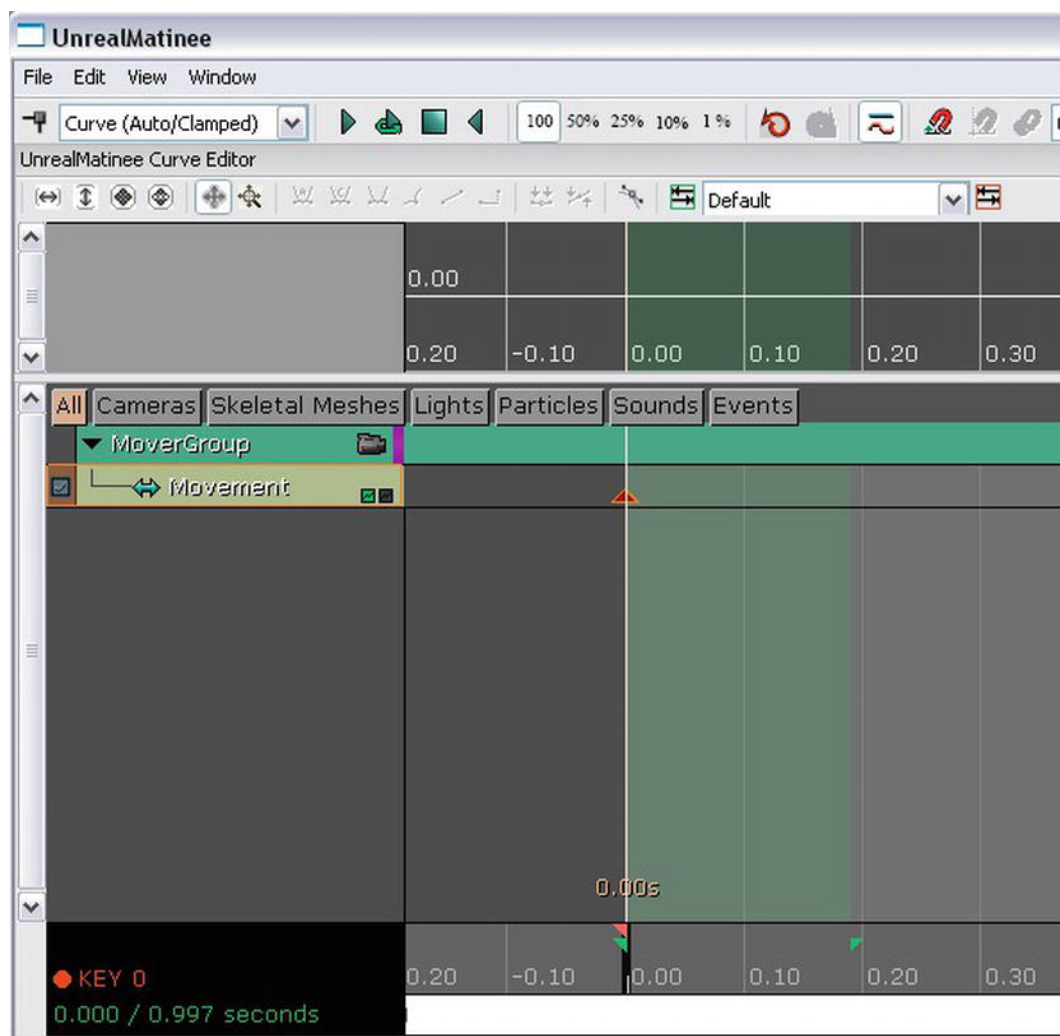 UnrealMatinee
File Edit View Window
Curve (Auto/Clamped) 100 50% 25% 10% 1%
UnrealMatinee Curve Editor
Default
0.00
0.20 -0.10 0.00 0.10 0.20 0.30
All Cameras Skeletal Meshes Lights Particles Sounds Events
MoverGroup
Movement
0.00s
KEY 0 0.20 -0.10 0.00 0.10 0.20 0.30
0.000 / 0.997 seconds